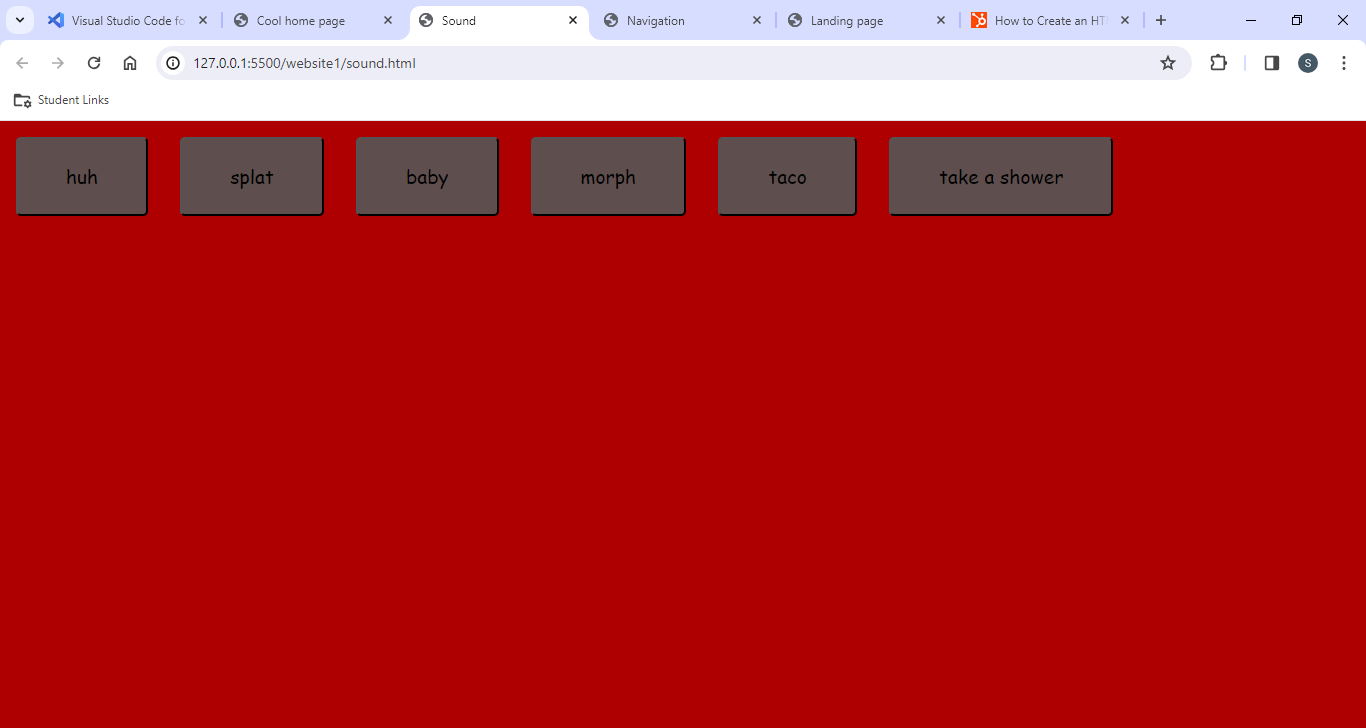 Visual Studio Code fo
Cool home page
Sound
Navigation
Landing page
How to Create an HT
127.0.0.1:5500/website1/sound.html
S
Student Links
huh
splat
baby
morph
taco
take a shower